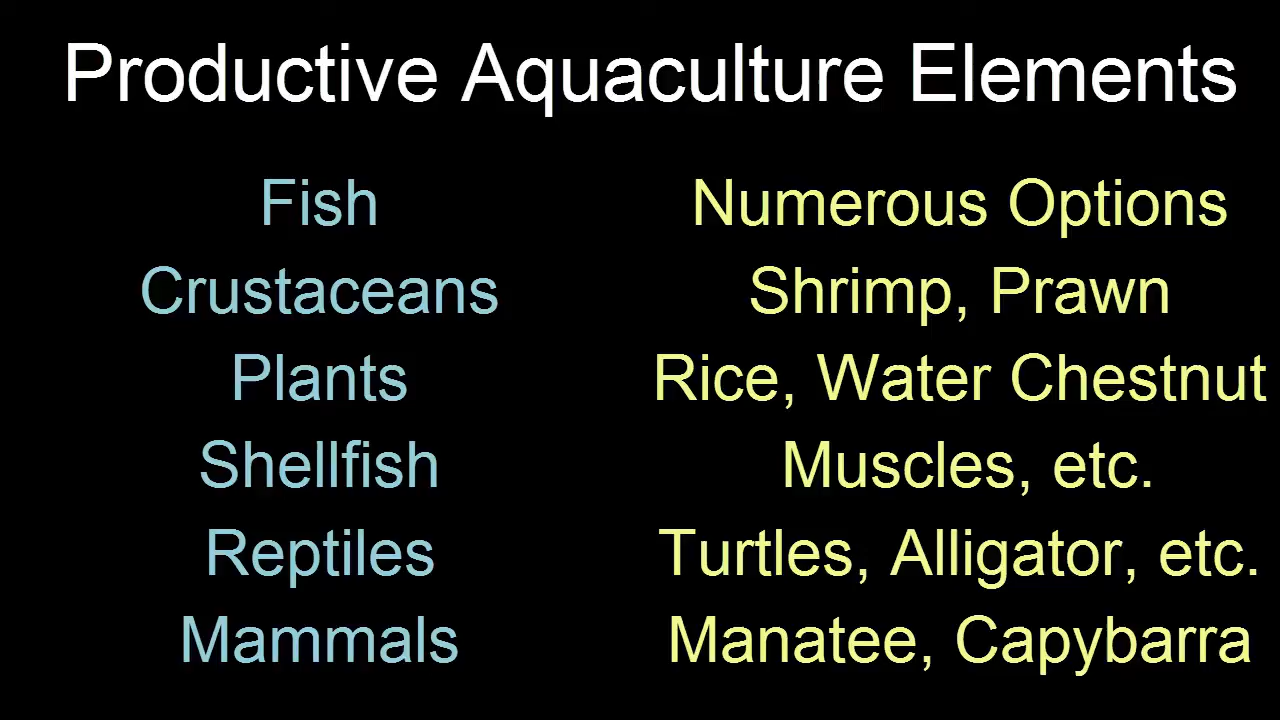 Productive Aquaculture Elements
Fish Numerous Options
Crustaceans Shrimp, Prawn
Plants Rice, Water Chestnut
Shellfish Muscles, etc.
Reptiles Turtles, Alligator, etc.
Mammals Manatee, Capybarra